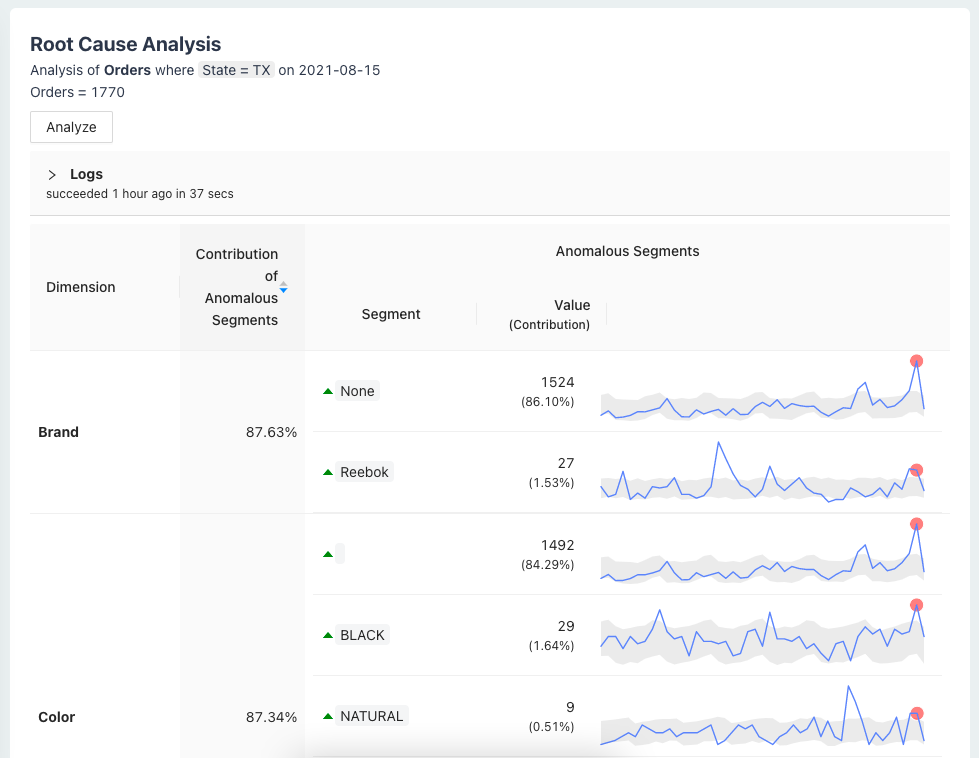 Root Cause Analysis
Analysis of Orders where State = TX on 2021-08-15
Orders = 1770
Analyze
Logs
succeeded 1 hour ago in 37 secs
Dimension
Contribution
of
Anomalous
Segments
Anomalous Segments
Segment
Value
(Contribution)
Brand
87.63%
None
1524
(86.10%)
Reebok
27
(1.53%)
Color
87.34%
1492
(84.29%)
BLACK
29
(1.64%)
NATURAL
9
(0.51%)